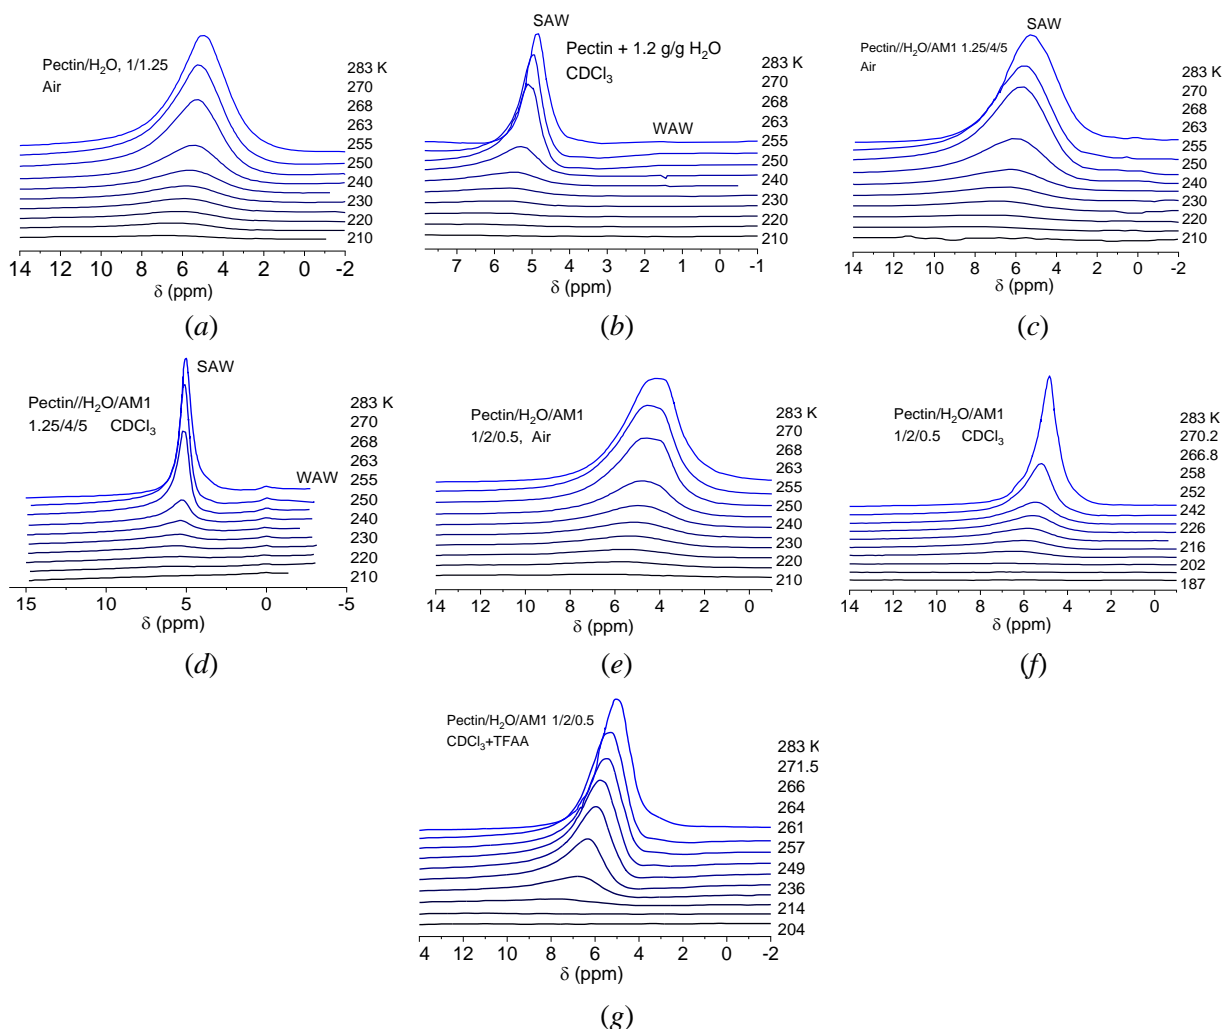 Pectin/H₂O, 1/1.25
Air
283 K
270
268
263
255
250
240
230
220
210
14 12 10 8 6 4 2 0 -2
δ (ppm)
(a)
SAW
Pectin + 1.2 g/g H₂O
CDCl₃
WAW
283 K
270
268
263
255
250
240
230
220
210
7 6 5 4 3 2 1 0 -1
δ (ppm)
(b)
SAW
Pectin//H₂O/AM1 1.25/4/5
Air
283 K
270
268
263
255
250
240
230
220
210
14 12 10 8 6 4 2 0 -2
δ (ppm)
(c)
SAW
Pectin//H₂O/AM1
1.25/4/5 CDCl₃
WAW
283 K
270
268
263
255
250
240
230
220
210
15 10 5 0 -5
δ (ppm)
(d)
Pectin/H₂O/AM1
1/2/0.5, Air
283 K
270
268
263
255
250
240
230
220
210
14 12 10 8 6 4 2 0
δ (ppm)
(e)
Pectin/H₂O/AM1
1/2/0.5 CDCl₃
283 K
270.2
266.8
258
252
242
226
216
202
187
14 12 10 8 6 4 2 0
δ (ppm)
(f)
Pectin/H₂O/AM1 1/2/0.5
CDCl₃+TFAA
283 K
271.5
266
264
261
257
249
236
214
204
4 12 10 8 6 4 2 0 -2
δ (ppm)
(g)